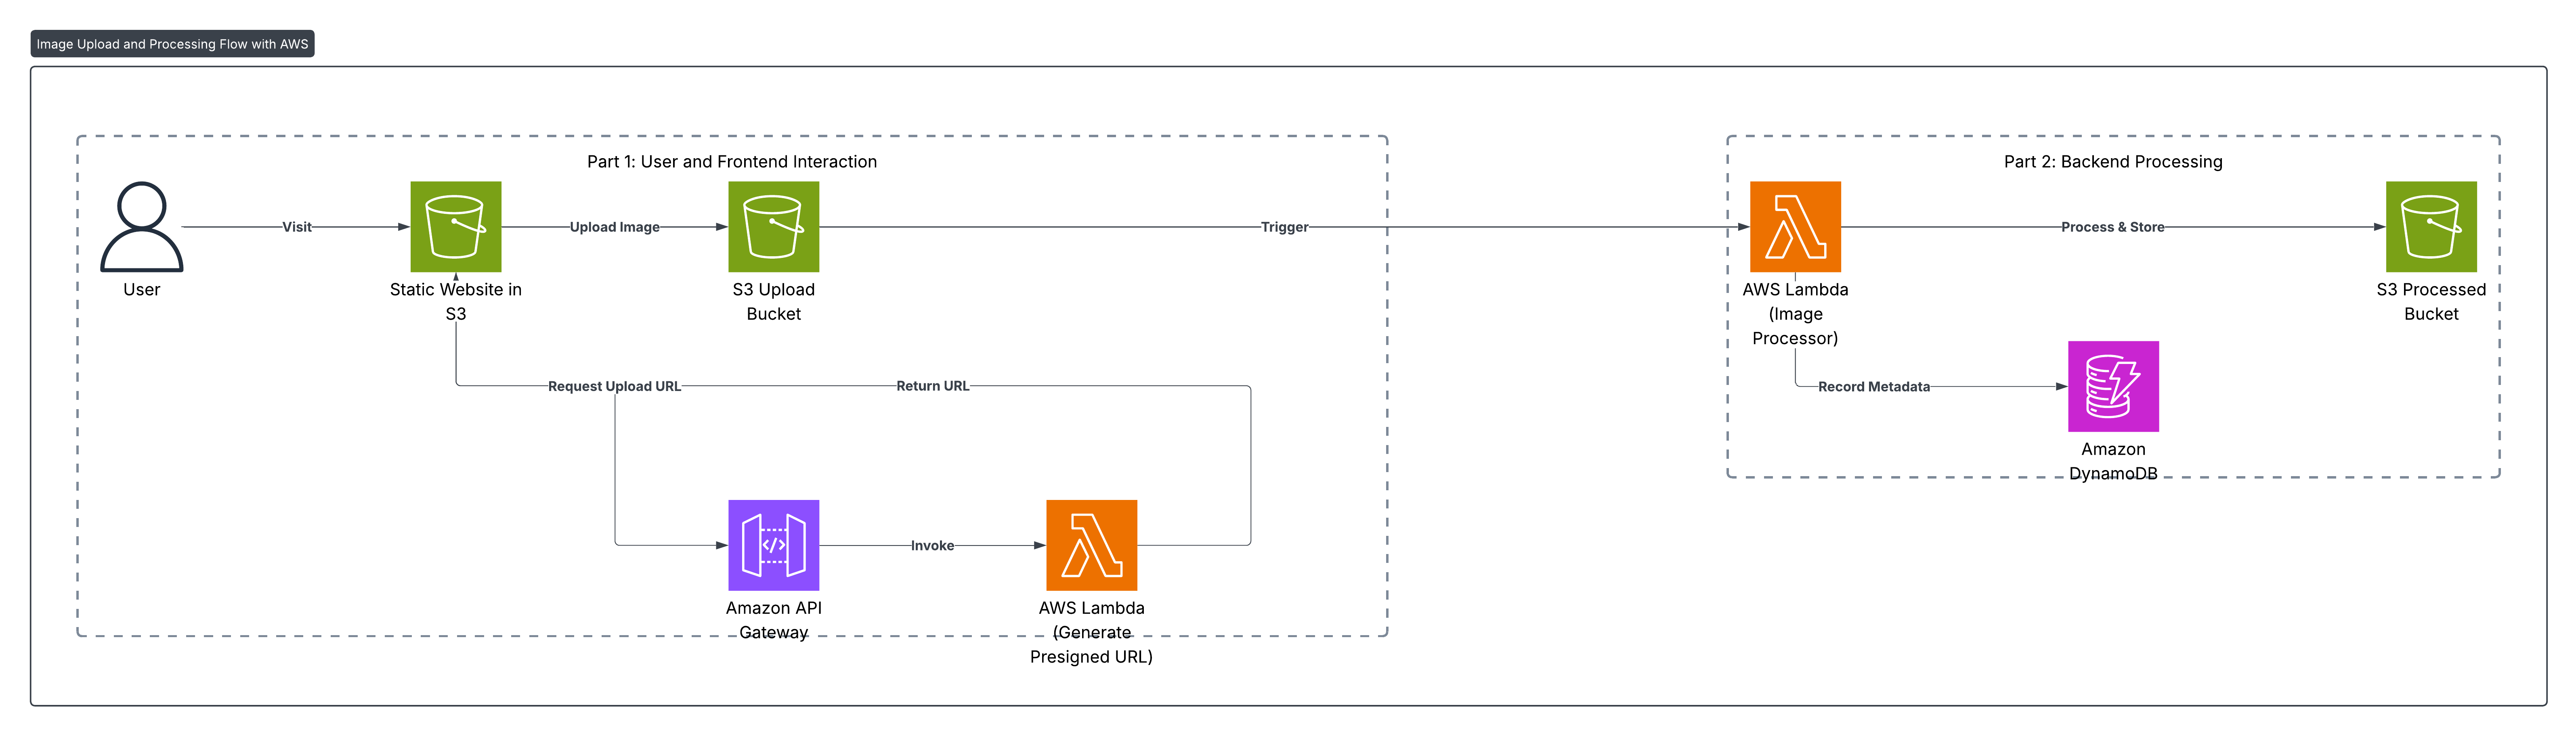 Image Upload and Processing Flow with AWS
Part 1: User and Frontend Interaction
Part 2: Backend Processing
Visit
Upload Image
Trigger
Process & Store
User
Static Website in
S3
S3 Upload
Bucket
AWS Lambda
(Image
Processor)
S3 Processed
Bucket
Request Upload URL
Return URL
Record Metadata
Amazon
DynamoDB
Invoke
Amazon API
Gateway
AWS Lambda
(Generate
Presigned URL)